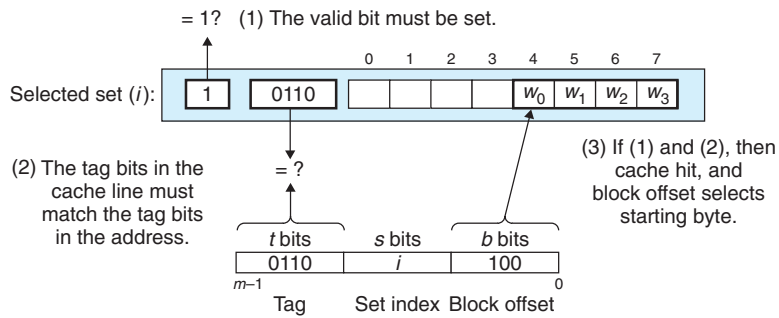 = 1? (1) The valid bit must be set.
0 1 2 3 4 5 6 7
Selected set (i): 1 0110 w0 w1 w2 w3
(2) The tag bits in the
cache line must
match the tag bits
in the address.
= ?
(3) If (1) and (2), then
cache hit, and
block offset selects
starting byte.
t bits s bits b bits
0110 i 100
m–1 0
Tag Set index Block offset